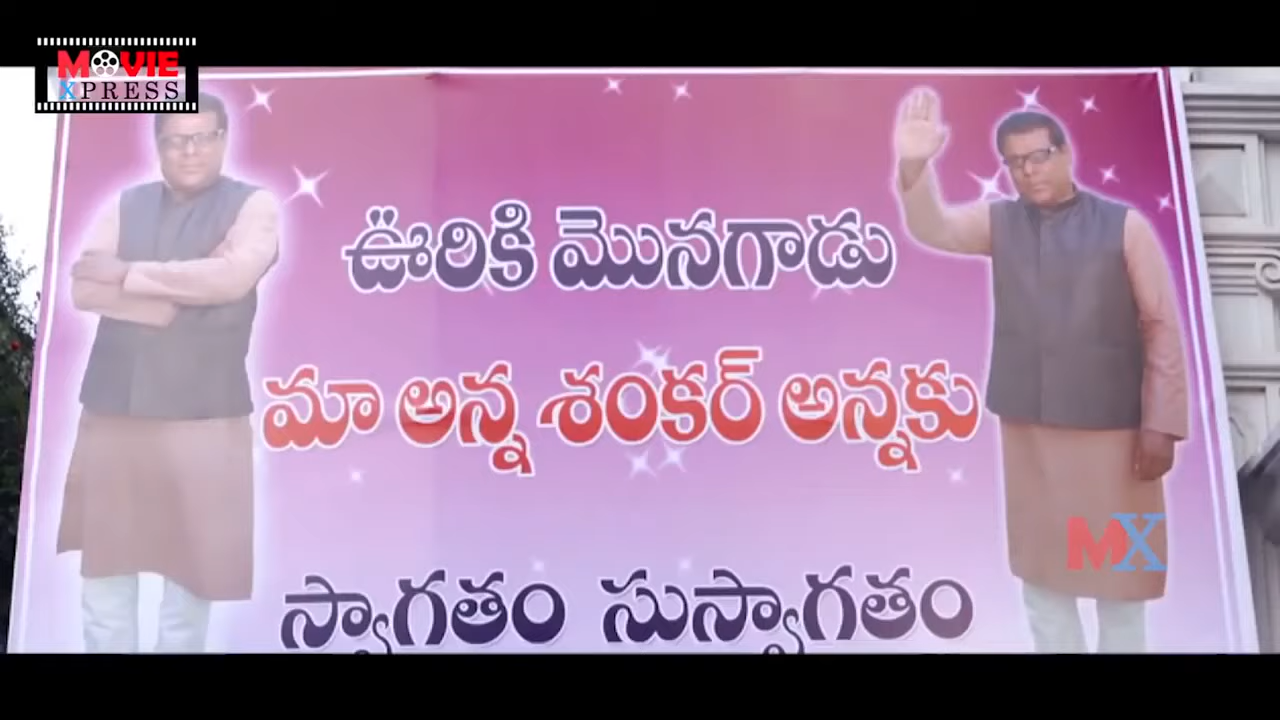 MOVIE
XPRESS
ఊరికి మొనగాడు
మా అన్న శంకర్ అన్నకు
స్వాగతం సుస్వాగతం
MX